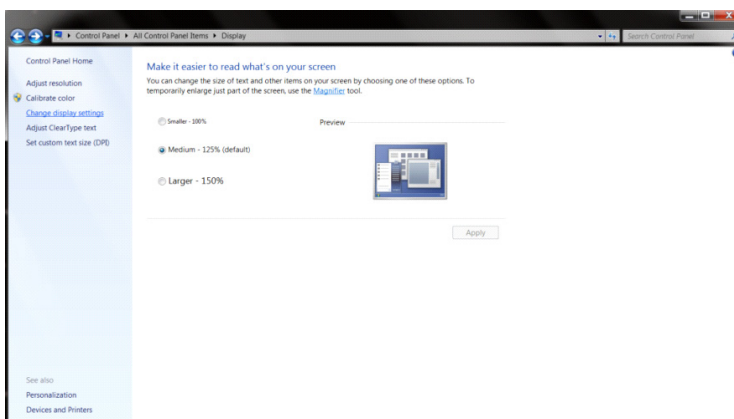 Control Panel ▸ All Control Panel Items ▸ Display
Search Control Panel
Control Panel Home
Adjust resolution
Calibrate color
Change display settings
Adjust ClearType text
Set custom text size (DPI)
Make it easier to read what's on your screen
You can change the size of text and other items on your screen by choosing one of these options. To
temporarily enlarge just part of the screen, use the Magnifier tool.
Smaller - 100%
Preview
Medium - 125% (default)
Larger - 150%
Apply
See also
Personalization
Devices and Printers